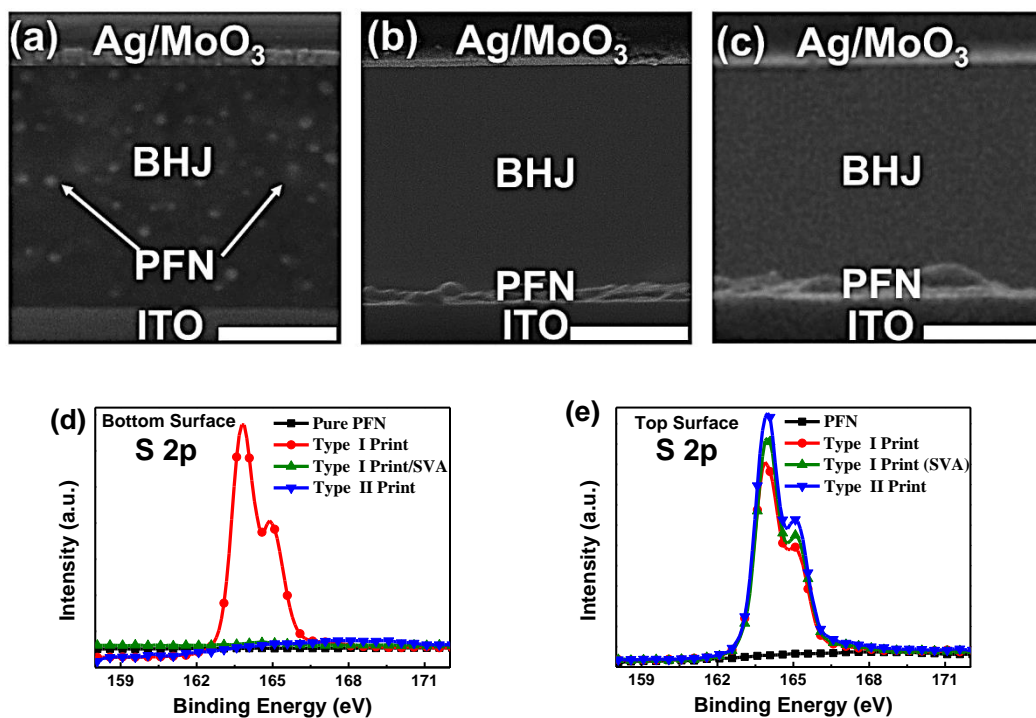 (a) Ag/MoO3
BHJ
PFN
ITO
(b) Ag/MoO3
BHJ
PFN
ITO
(c) Ag/MoO3
BHJ
PFN
ITO
(d)
Bottom Surface
S 2p
Pure PFN
Type I Print
Type I Print/SVA
Type II Print
Intensity (a.u.)
159 162 165 168 171
Binding Energy (eV)
(e)
Top Surface
S 2p
PFN
Type I Print
Type I Print (SVA)
Type II Print
Intensity (a.u.)
159 162 165 168 171
Binding Energy (eV)